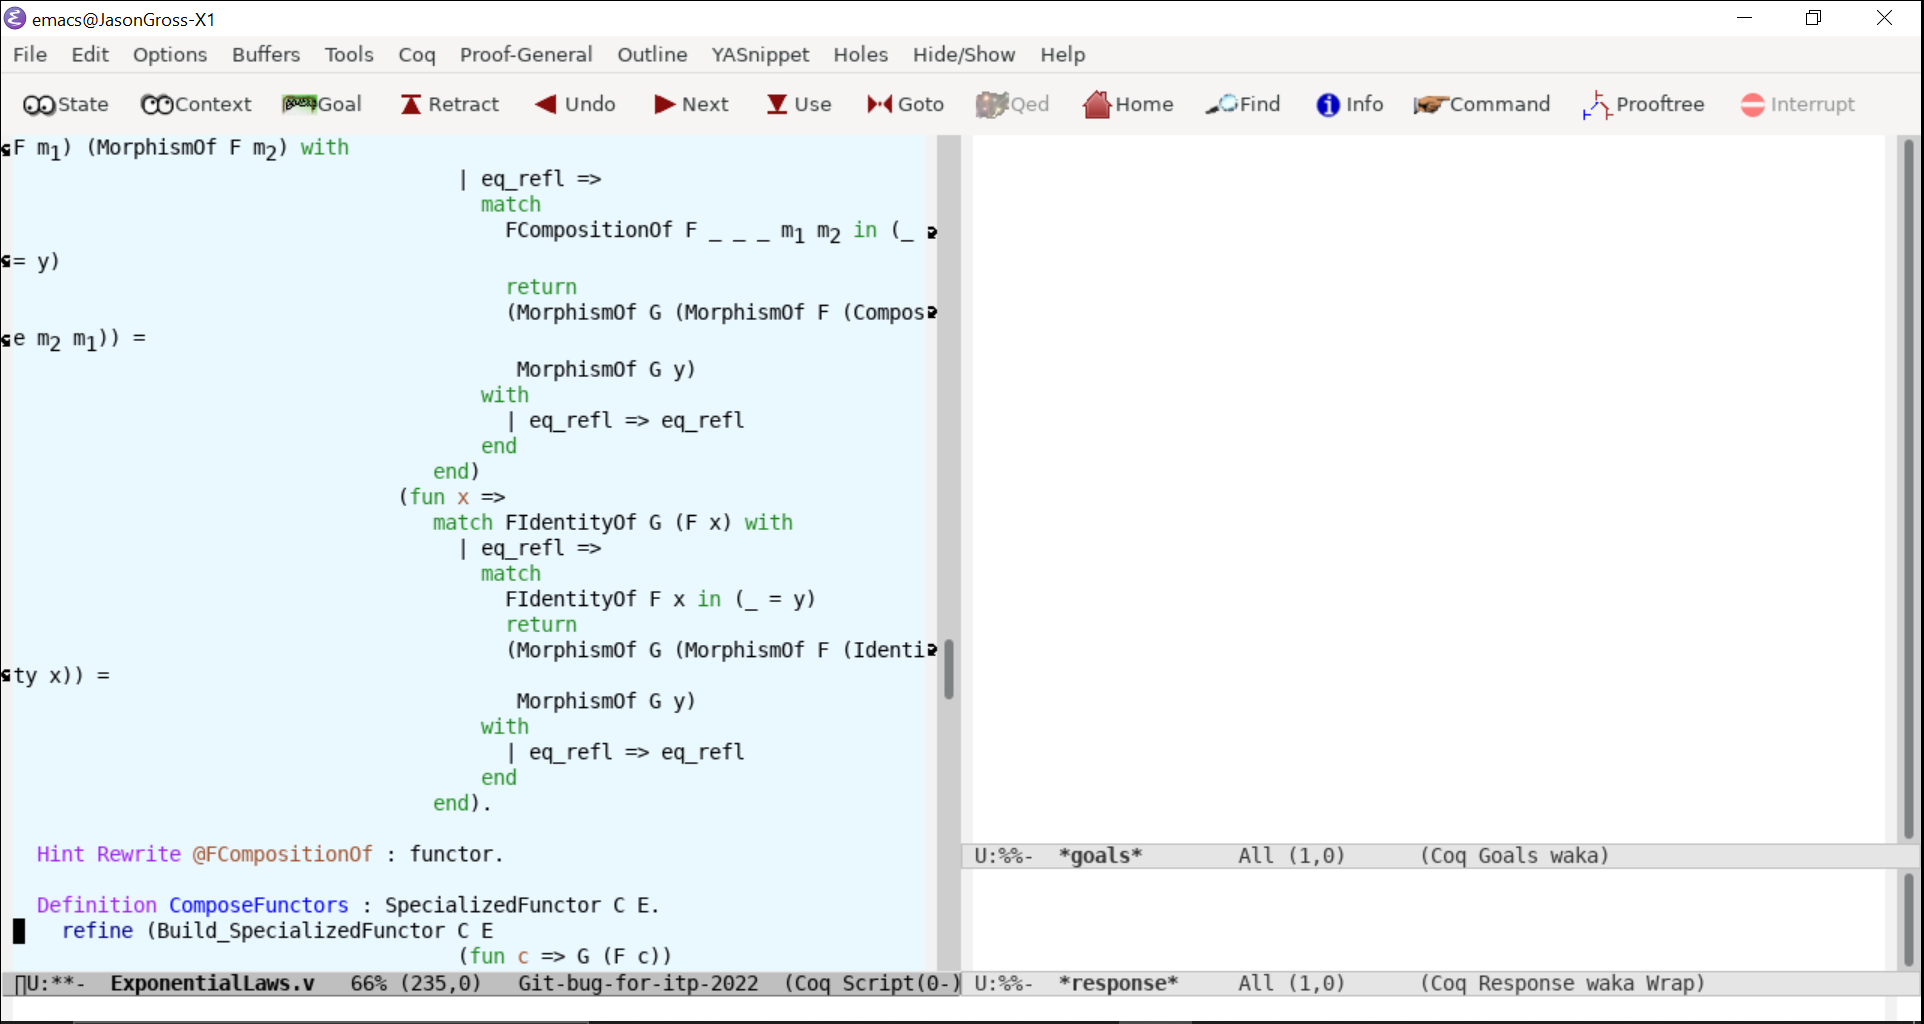 emacs@JasonGross-X1
File Edit Options Buffers Tools Coq Proof-General Outline YASnippet Holes Hide/Show Help
State Context Goal Retract Undo Next Use Goto Qed Home Find Info Command Prooftree Interrupt
F m1) (MorphismOf F m2) with
| eq_refl =>
match
FCompositionOf F _ _ _ m1 m2 in (_
= y)
return
(MorphismOf G (MorphismOf F (Compos
e m2 m1)) =
MorphismOf G y)
with
| eq_refl => eq_refl
end
end)
(fun x =>
match FIdentityOf G (F x) with
| eq_refl =>
match
FIdentityOf F x in (_ = y)
return
(MorphismOf G (MorphismOf F (Identi
ty x)) =
MorphismOf G y)
with
| eq_refl => eq_refl
end
end).
Hint Rewrite @FCompositionOf : functor.
Definition ComposeFunctors : SpecializedFunctor C E.
refine (Build_SpecializedFunctor C E
(fun c => G (F c))
U:**- ExponentialLaws.v 66% (235,0) Git-bug-for-itp-2022 (Coq Script(0-)
U:%%- *goals* All (1,0) (Coq Goals waka)
U:%%- *response* All (1,0) (Coq Response waka Wrap)